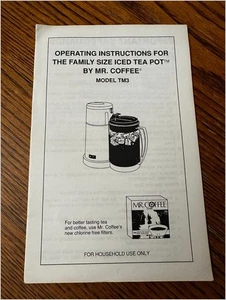 OPERATING INSTRUCTIONS FOR
THE FAMILY SIZE ICED TEA POT™
BY MR. COFFEE®
MODEL TM3
For better tasting tea
and coffee, use Mr. Coffee's
new chlorine free filters.
MR. COFFEE
FOR HOUSEHOLD USE ONLY